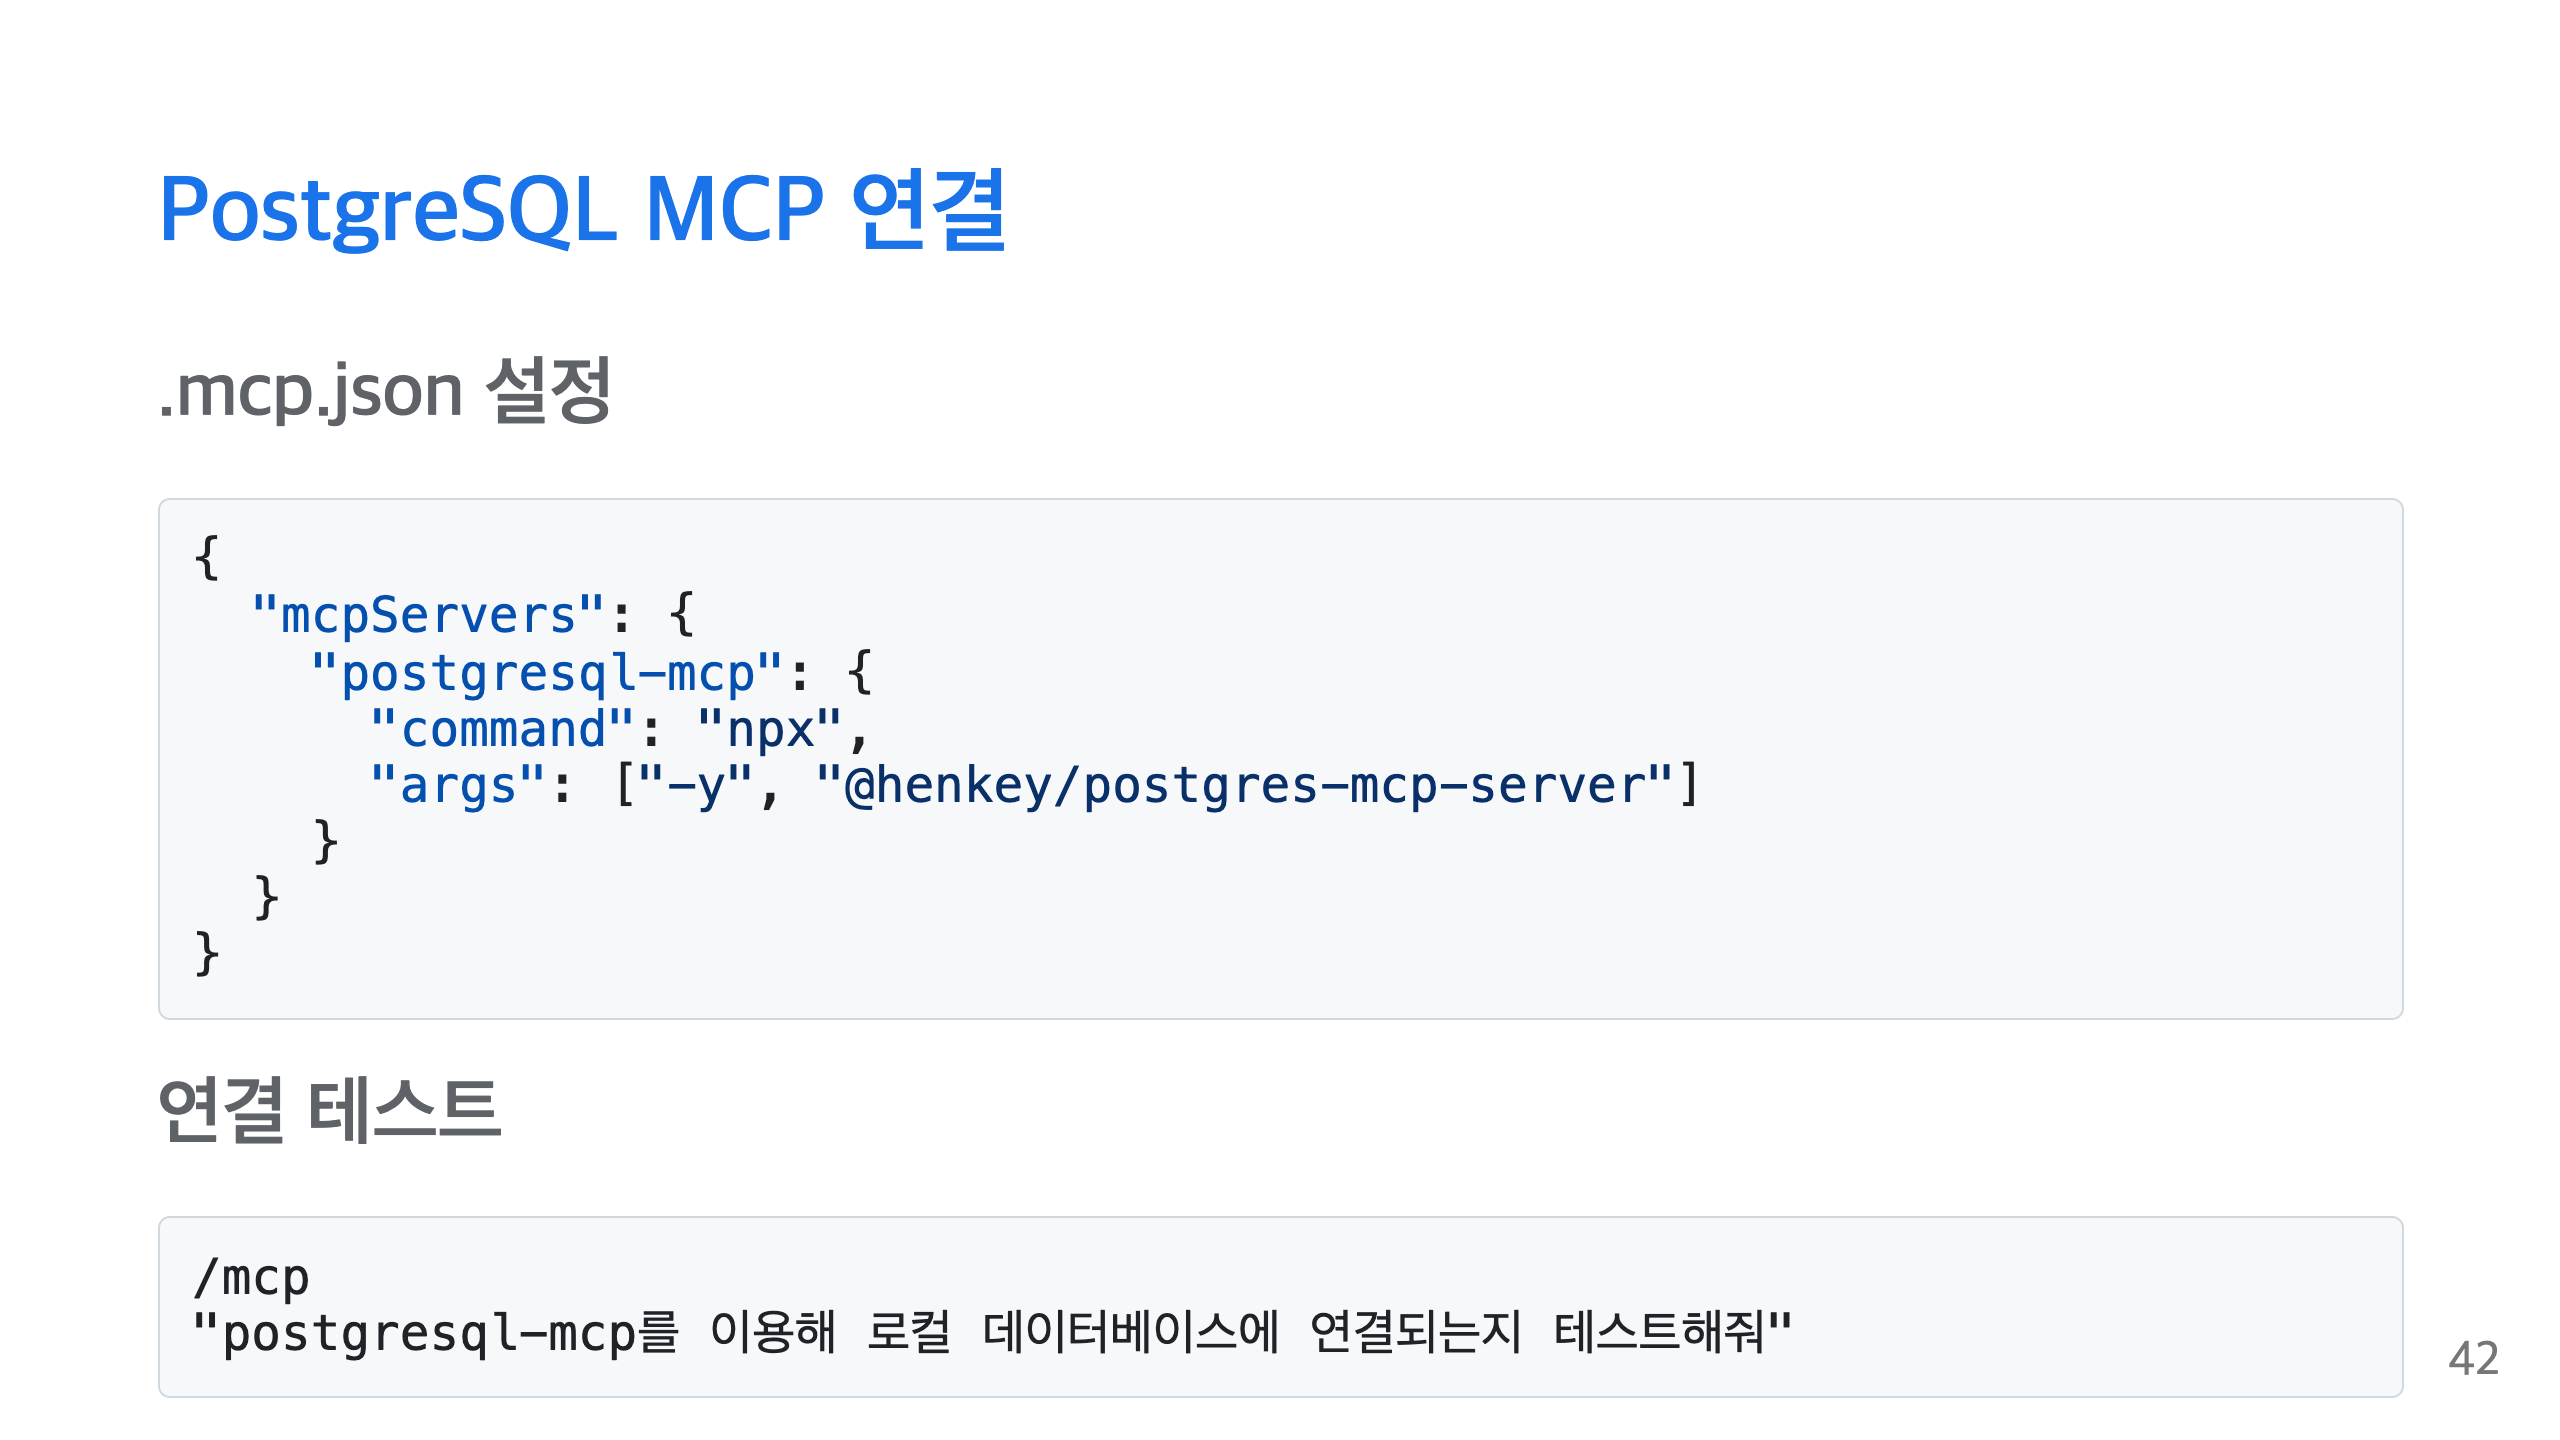 PostgreSQL MCP 연결
.mcp.json 설정
{
  "mcpServers": {
    "postgresql-mcp": {
      "command": "npx",
      "args": ["-y", "@henkey/postgres-mcp-server"]
    }
  }
}
연결 테스트
/mcp
"postgresql-mcp를 이용해 로컬 데이터베이스에 연결되는지 테스트해줘"
42